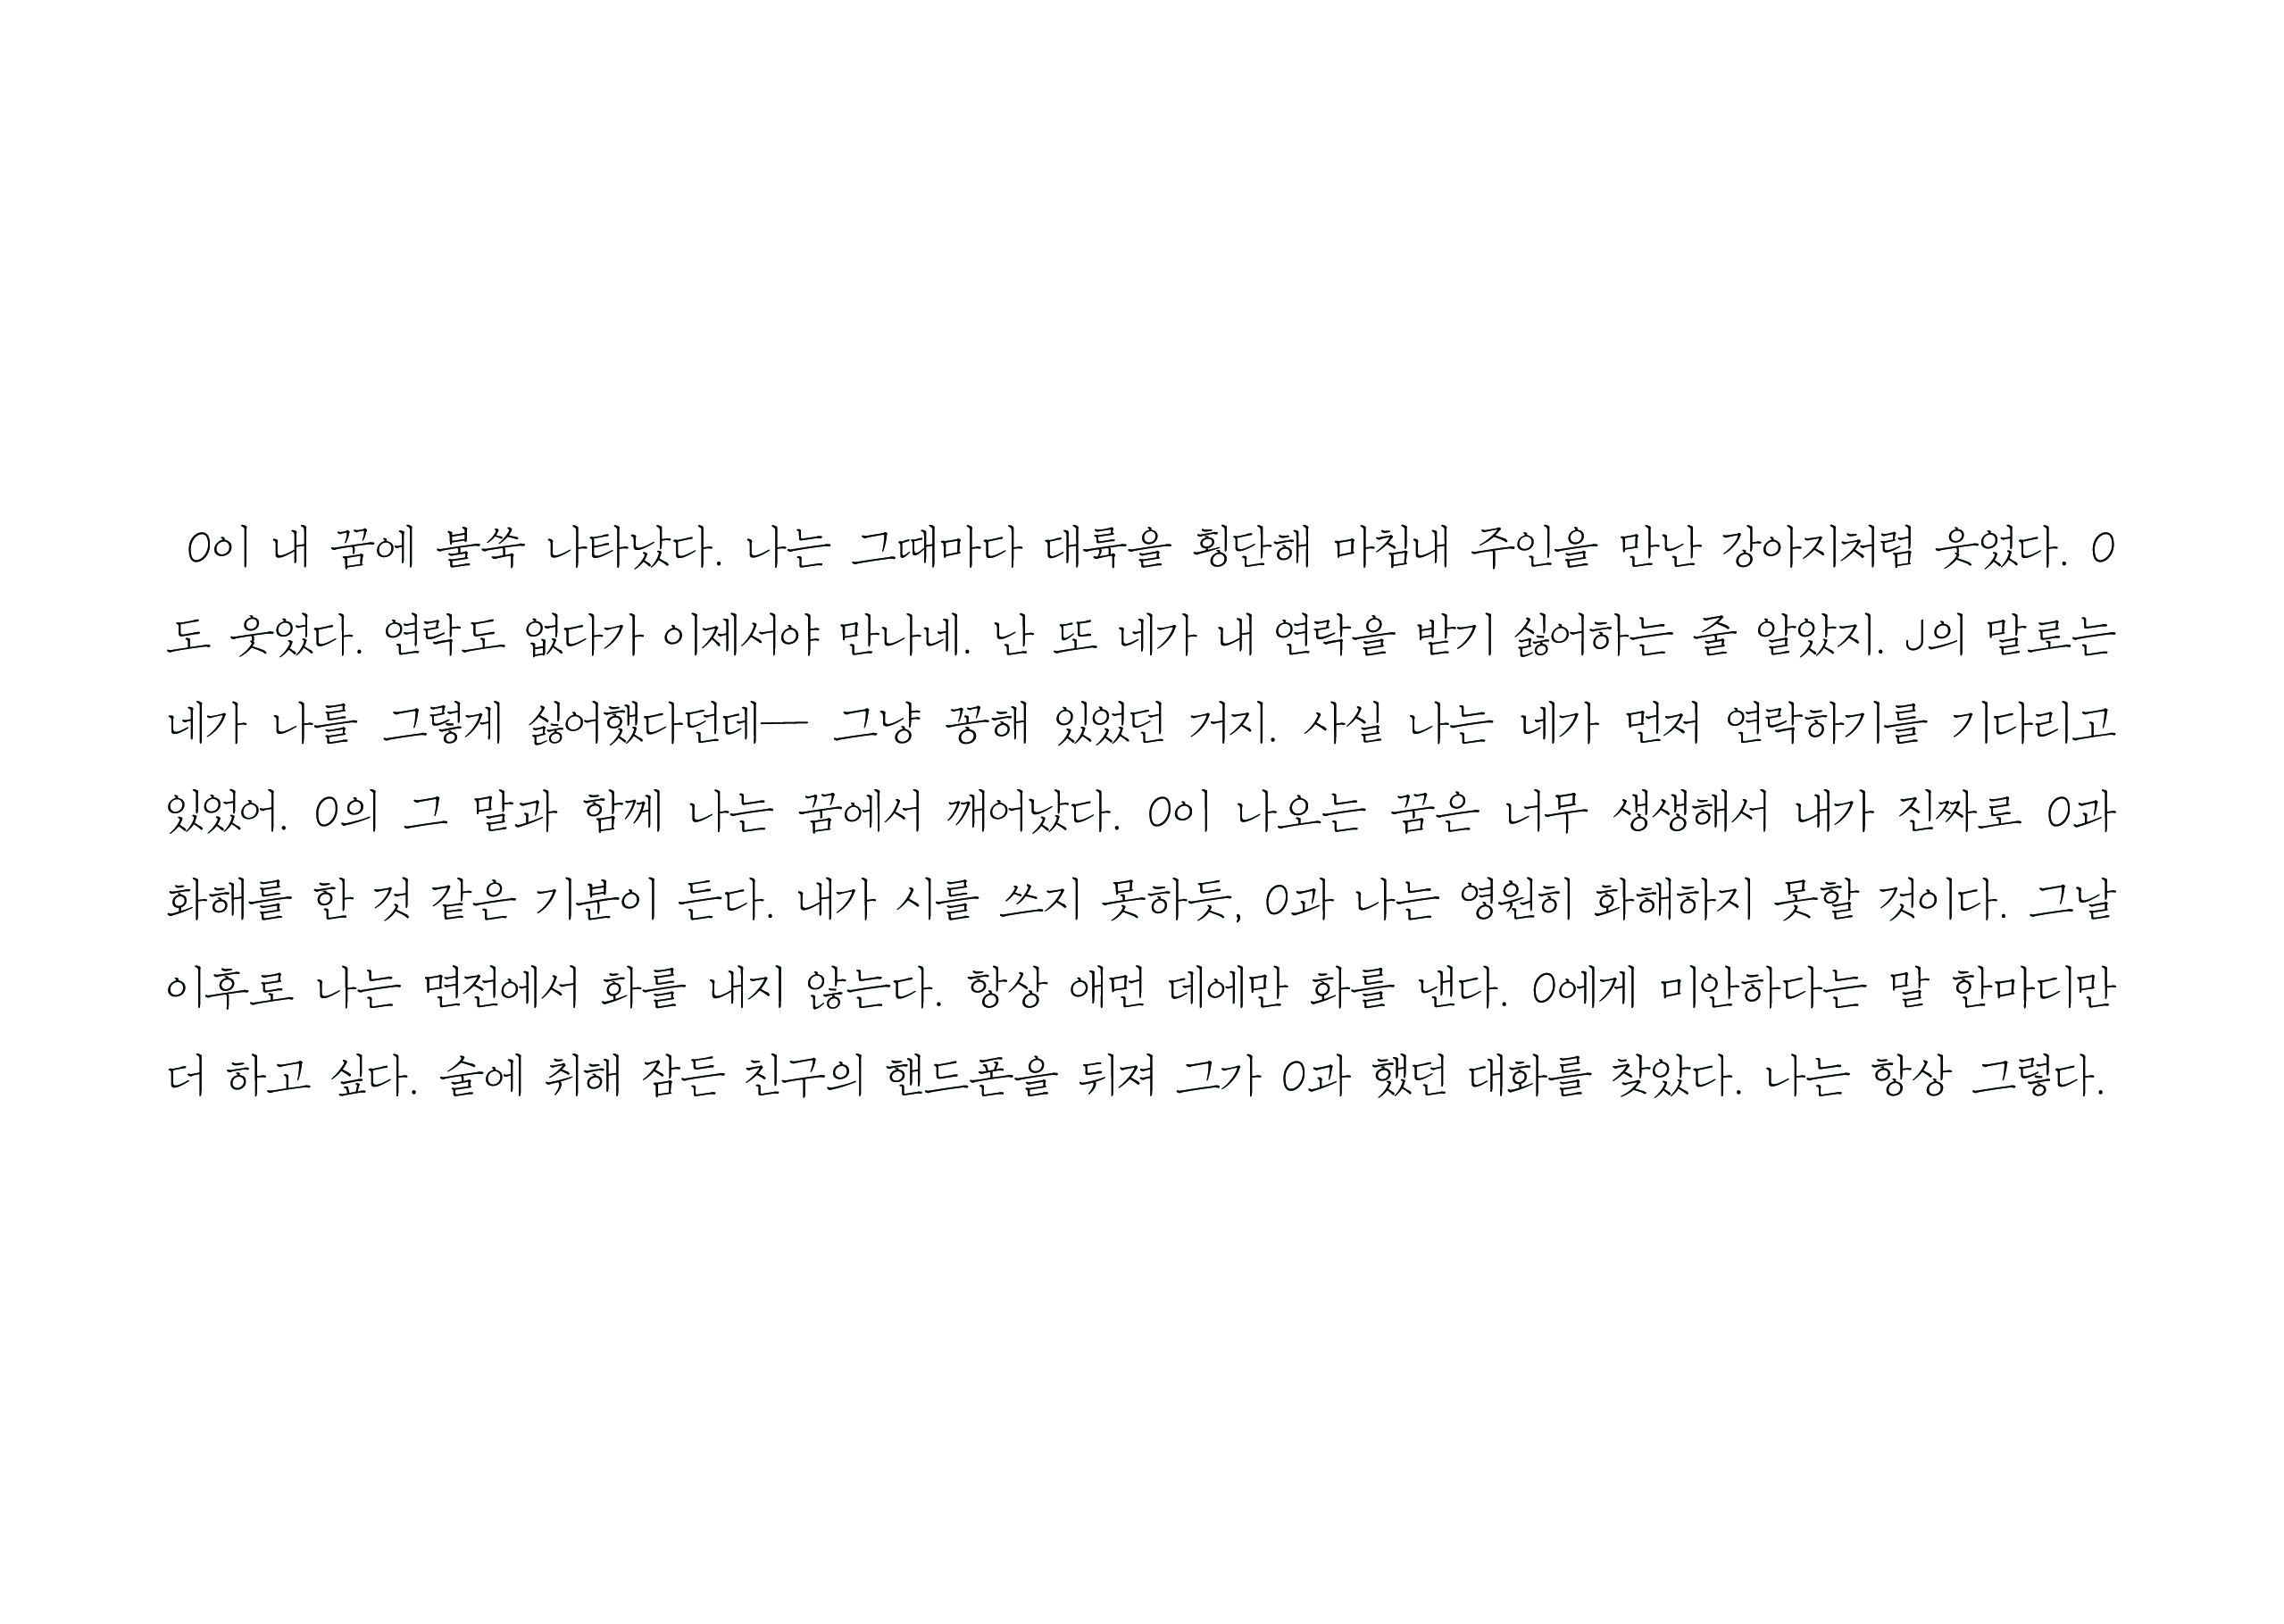 0이 내 꿈에 불쑥 나타났다. 나는 그때마다 대륙을 횡단해 마침내 주인을 만난 강아지처럼 웃었다. 0
도 웃었다. 연락도 없다가 이제서야 만나네. 난 또 네가 내 연락을 받기 싫어하는 줄 알았지. J의 말로는
네가 나를 그렇게 싫어했다던데— 그냥 꽁해 있었던 거지. 사실 나는 네가 먼저 연락하기를 기다리고
있었어. 0의 그 말과 함께 나는 꿈에서 깨어났다. 0이 나오는 꿈은 너무 생생해서 내가 진짜로 0과
화해를 한 것 같은 기분이 든다. 내가 시를 쓰지 못하듯, 0과 나는 영원히 화해하지 못할 것이다. 그날
이후로 나는 면전에서 화를 내지 않는다. 항상 애먼 데에만 화를 낸다. 0에게 미안하다는 말 한마디만
더 하고 싶다. 술에 취해 잠든 친구의 핸드폰을 뒤져 그가 0과 했던 대화를 찾았다. 나는 항상 그렇다.